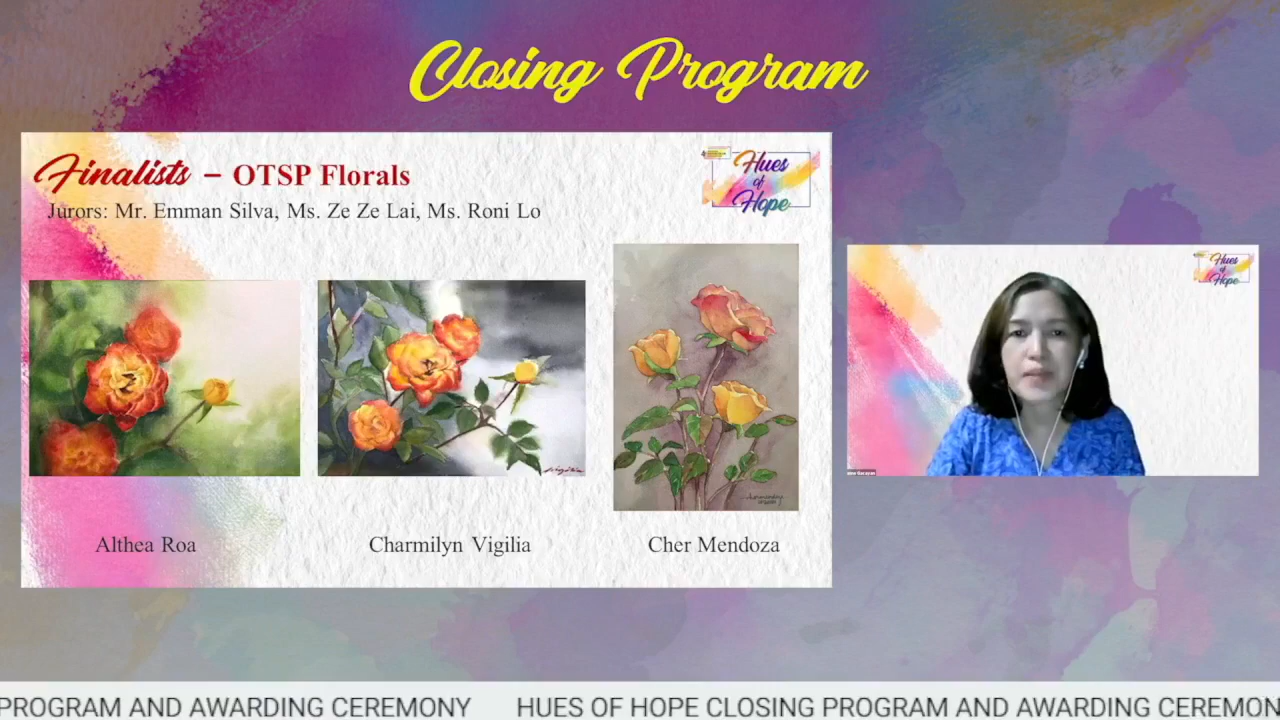 Closing Program
Finalists – OTSP Florals
Jurors: Mr. Emman Silva, Ms. Ze Ze Lai, Ms. Roni Lo
Hues
of
Hope
Hues
of
Hope
Althea Roa
Charmilyn Vigilia
Cher Mendoza
PROGRAM AND AWARDING CEREMONY HUES OF HOPE CLOSING PROGRAM AND AWARDING CEREMON